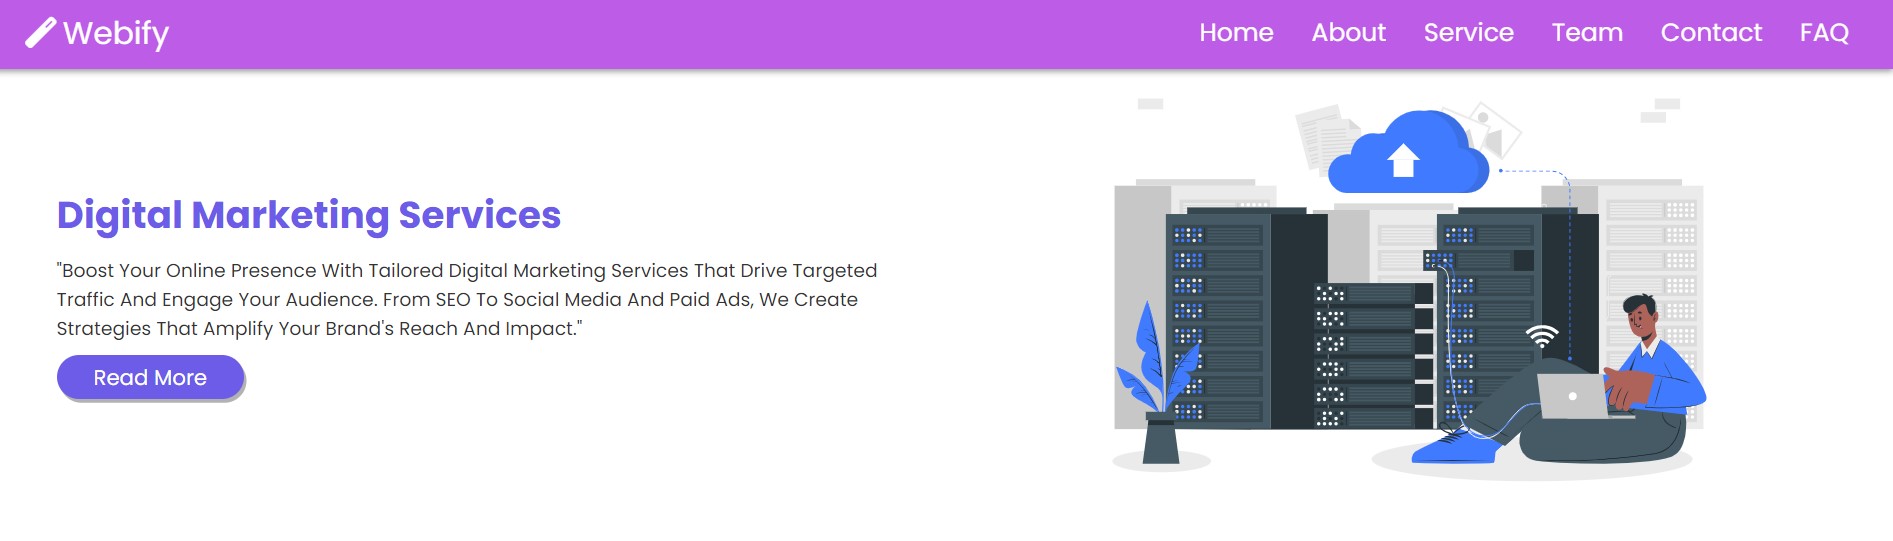 Webify
Home About Service Team Contact FAQ
Digital Marketing Services
"Boost Your Online Presence With Tailored Digital Marketing Services That Drive Targeted
Traffic And Engage Your Audience. From SEO To Social Media And Paid Ads, We Create
Strategies That Amplify Your Brand's Reach And Impact."
Read More